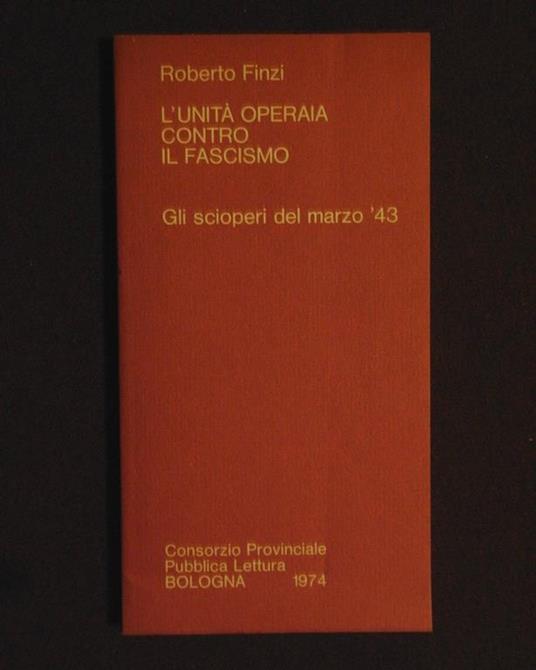 Roberto Finzi
L'UNITÀ OPERAIA
CONTRO
IL FASCISMO
Gli scioperi del marzo '43
Consorzio Provinciale
Pubblica Lettura
BOLOGNA 1974